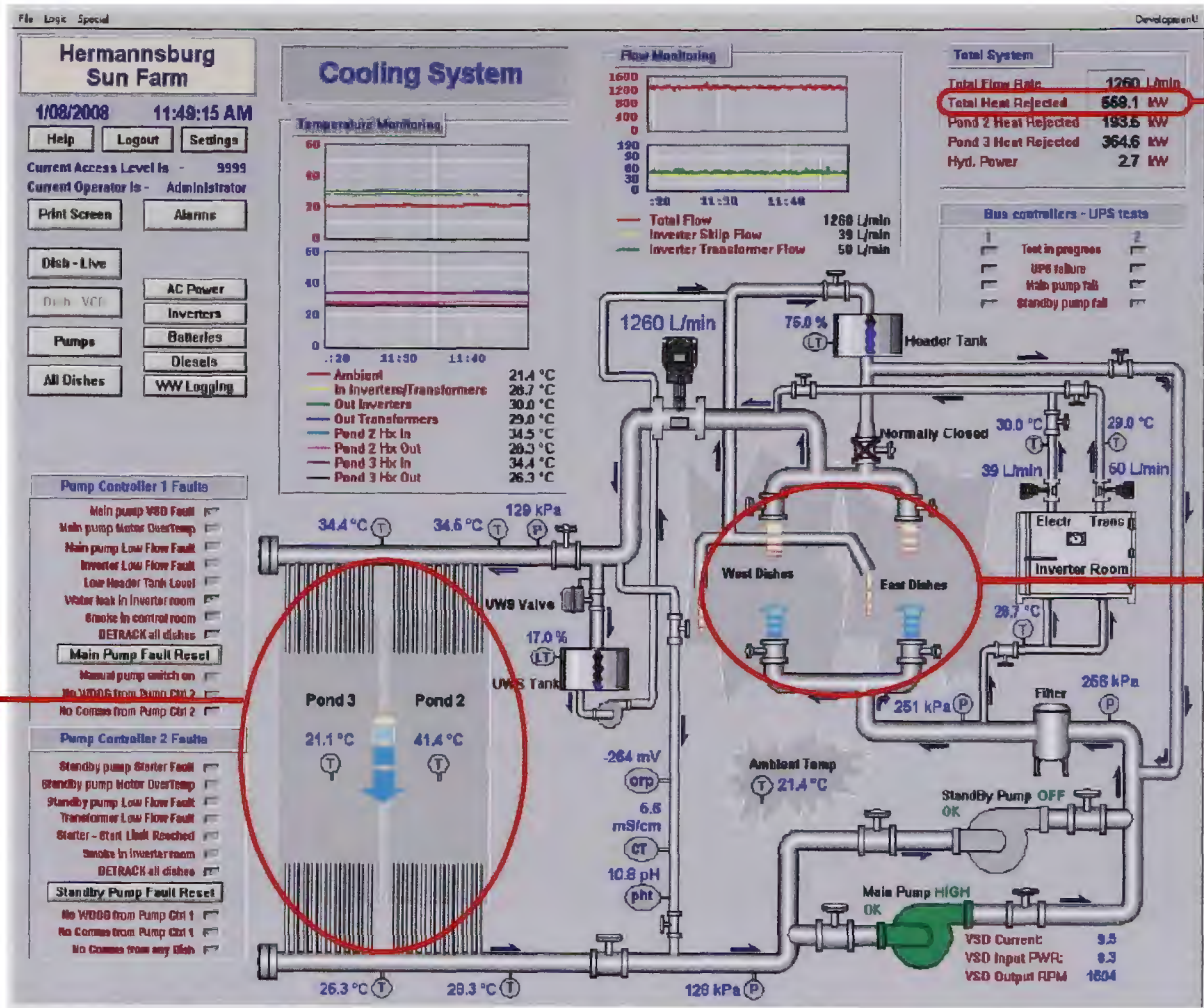 File Logic Special
Development
Hermannsburg
Sun Farm
1/08/2008 11:49:15 AM
Help Logout Settings
Current Access Level Is - 9999
Current Operator Is - Administrator
Print Screen Alarms
Dish - Live
Pumps
All Dishes
AC Power
Inverters
Batteries
Diesels
WW Logging
Cooling System
Temperature Monitoring
60
40
20
0
60
40
20
0
:20 11:30 11:40
Ambient 21.4 °C
In Inverters/Transformers 28.7 °C
Out Inverters 30.0 °C
Out Transformers 29.0 °C
Pond 2 Hx In 34.5 °C
Pond 2 Hx Out 28.3 °C
Pond 3 Hx In 34.4 °C
Pond 3 Hx Out 26.3 °C
Flow Monitoring
1600
1200
800
400
0
:20 11:30 11:40
Total Flow 1260 L/min
Inverter Skiip Flow 39 L/min
Inverter Transformer Flow 50 L/min
Total System
Total Flow Rate 1260 L/min
Total Heat Rejected 558.1 kW
Pond 2 Heat Rejected 193.5 kW
Pond 3 Heat Rejected 364.6 kW
Hyd. Power 2.7 kW
Bus controllers - UPS tests
1 Test in progress 2
UPS failure
Main pump fail
Standby pump fail
Pump Controller 1 Faults
Main pump VSD Fault
Main pump Motor OverTemp
Main pump Low Flow Fault
Inverter Low Flow Fault
Low Header Tank Level
Water leak in inverter room
Smoke in control room
DETRACK all dishes
Main Pump Fault Reset
Manual pump switch on
No WDOG from Pump Ctrl 2
No Comms from Pump Ctrl 2
Pump Controller 2 Faults
Standby pump Starter Fault
Standby pump Motor OverTemp
Standby pump Low Flow Fault
Transformer Low Flow Fault
Starter - Start Limit Reached
Smoke in inverter room
DETRACK all dishes
Standby Pump Fault Reset
No WDOG from Pump Ctrl 1
No Comms from Pump Ctrl 1
No Comms from any Dish
1260 L/min
75.0 %
LT
Header Tank
Normally Closed
30.0 °C
T
29.0 °C
T
39 L/min
50 L/min
Electr Trans
Inverter Room
28.7 °C
T
34.4 °C T
34.5 °C T
129 kPa
P
UWS Valve
17.0 %
LT
UWS Tank
West Dishes
East Dishes
Pond 3
21.1 °C
T
Pond 2
41.4 °C
T
251 kPa P
Filter
256 kPa
P
-264 mV
orp
6.6
mS/cm
CT
10.8 pH
pht
Ambient Temp
T 21.4 °C
StandBy Pump OFF
OK
Main Pump HIGH
OK
VSD Current: 9.5
VSD Input PWR:
VSD Output RPM 1504
26.3 °C T
28.3 °C T
126 kPa P